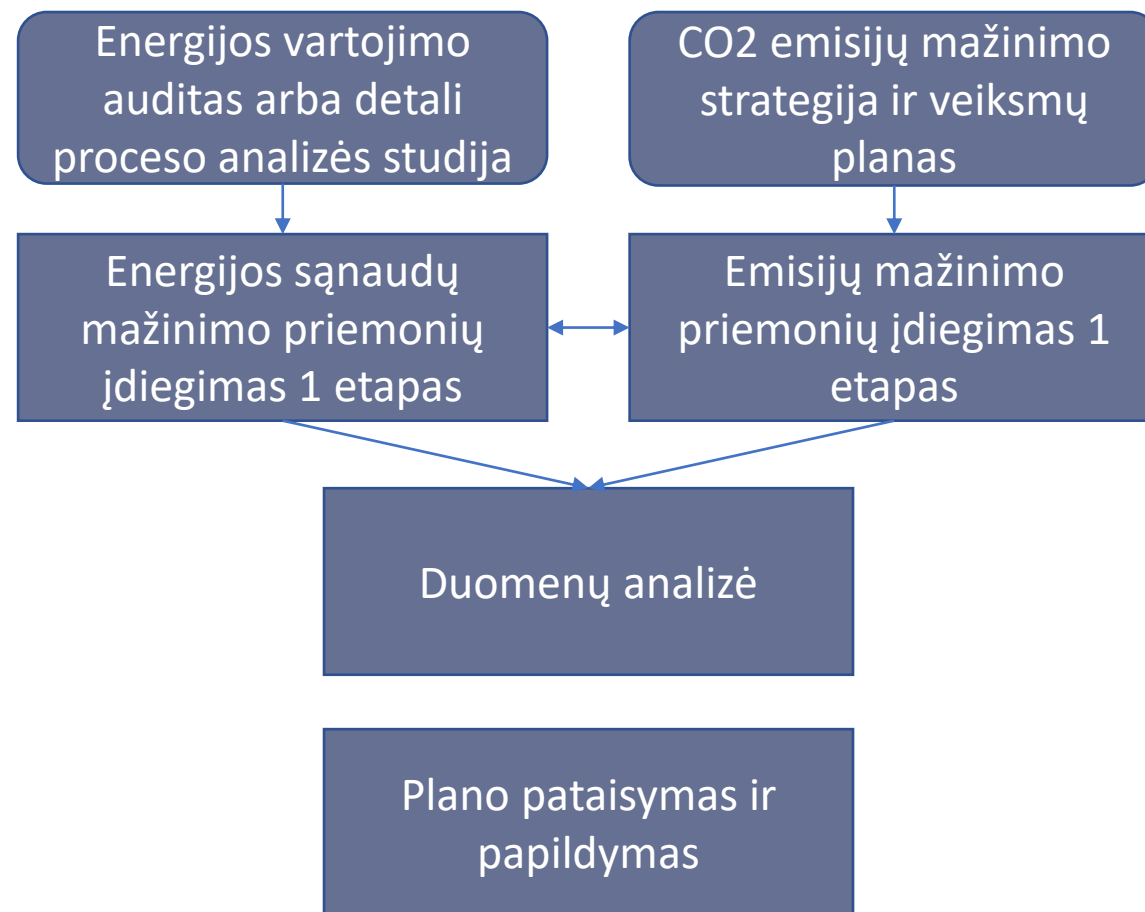 Energijos vartojimo
auditas arba detali
proceso analizės studija
CO2 emisijų mažinimo
strategija ir veiksmų
planas
Energijos sąnaudų
mažinimo priemonių
įdiegimas 1 etapas
Emisijų mažinimo
priemonių įdiegimas 1
etapas
Duomenų analizė
Plano pataisymas ir
papildymas